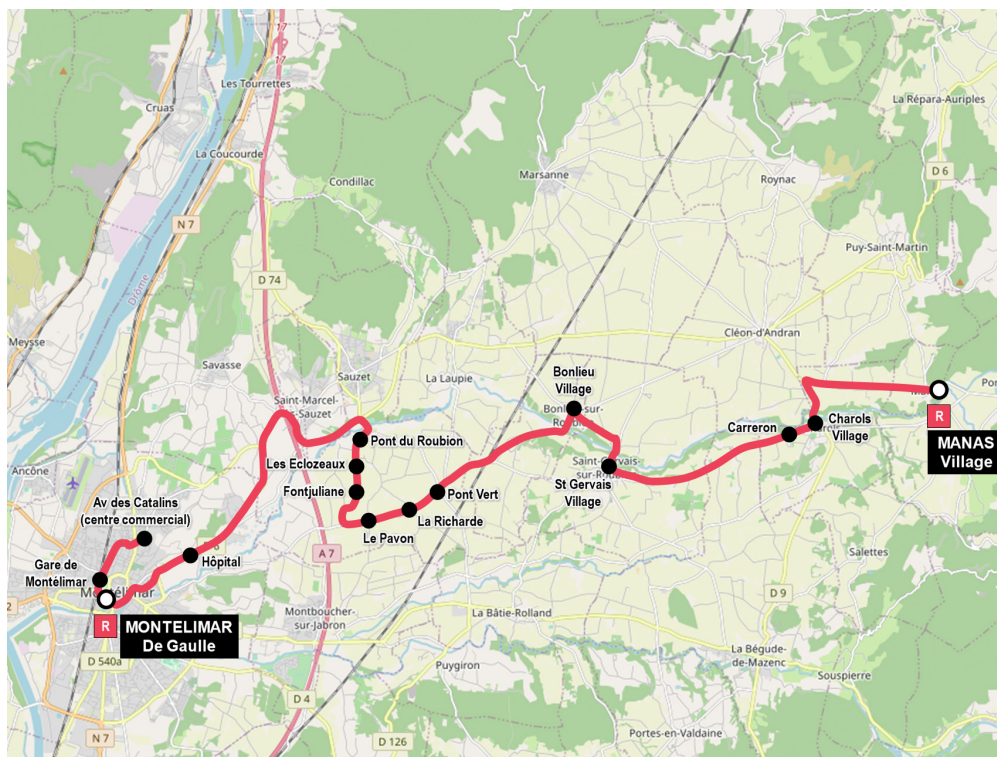 17
17
Les Tourrettes
Cruas
La Répara-Auriples
La Coucourde
D 6
Marsanne
Condillac
Roynac
N 7
Puy-Saint-Martin
D 74
Drôme
Cléon-d'Andran
Meysse
Savasse
Sauzet
La Laupie
Bonlieu
Village
Saint-Marcel-
Sauzet
R
Charols
Village
Carreron
Pont du Roubion
MANAS
Village
Les Eclozeaux
Saint-Gervais-
St Gervais
Village
Ancône
Fontjuliane
Pont Vert
Av des Catalins
(centre commercial)
La Richarde
Le Pavon
A 7
Salettes
Hôpital
Gare de
Montélimar
D 9
R
MONTELIMAR
De Gaulle
Montboucher-
sur-Jabron
La Bâtie-Rolland
D 540a
Puygiron
La Bégude-
de-Mazenc
Souspierre
D 4
N 7
D 126
Portes-en-Valdaine